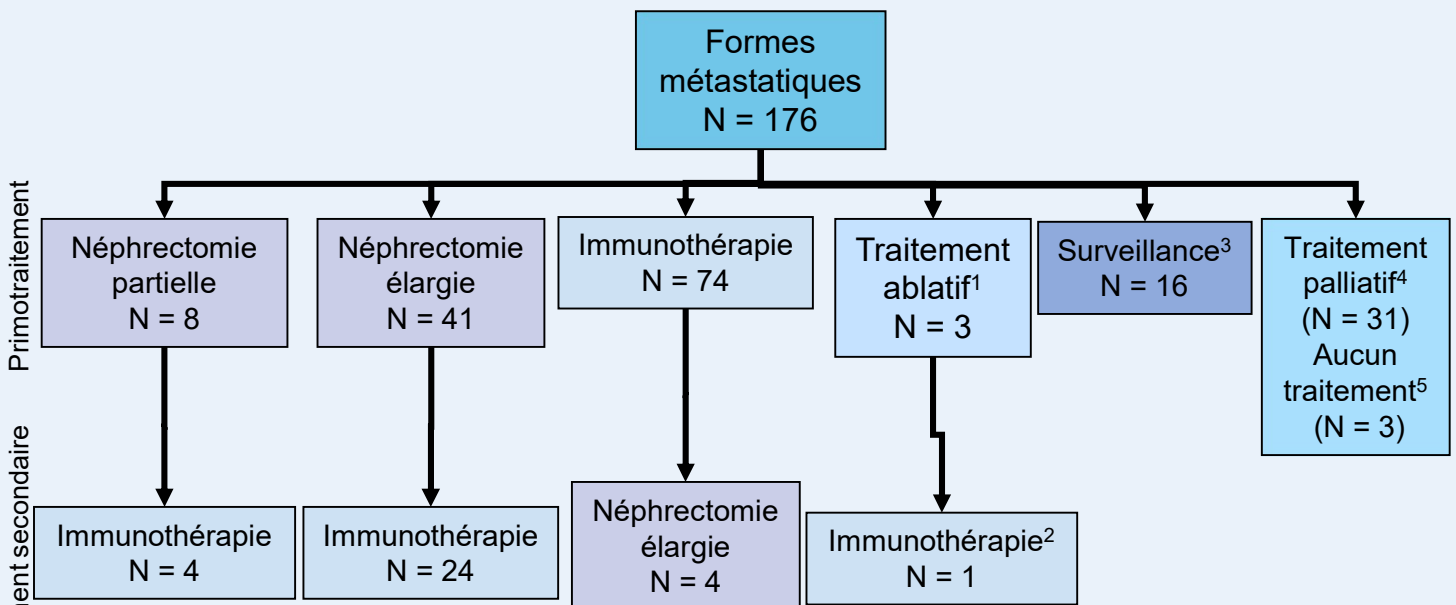 Formes
métastatiques
N = 176
Primotraitement
Néphrectomie
partielle
N = 8
Néphrectomie
élargie
N = 41
Immunothérapie
N = 74
Traitement
ablatif¹
N = 3
Surveillance³
N = 16
Traitement
palliatif⁴
(N = 31)
Aucun
traitement⁵
(N = 3)
secondaire
Immunothérapie
N = 4
Immunothérapie
N = 24
Néphrectomie
élargie
N = 4
Immunothérapie²
N = 1